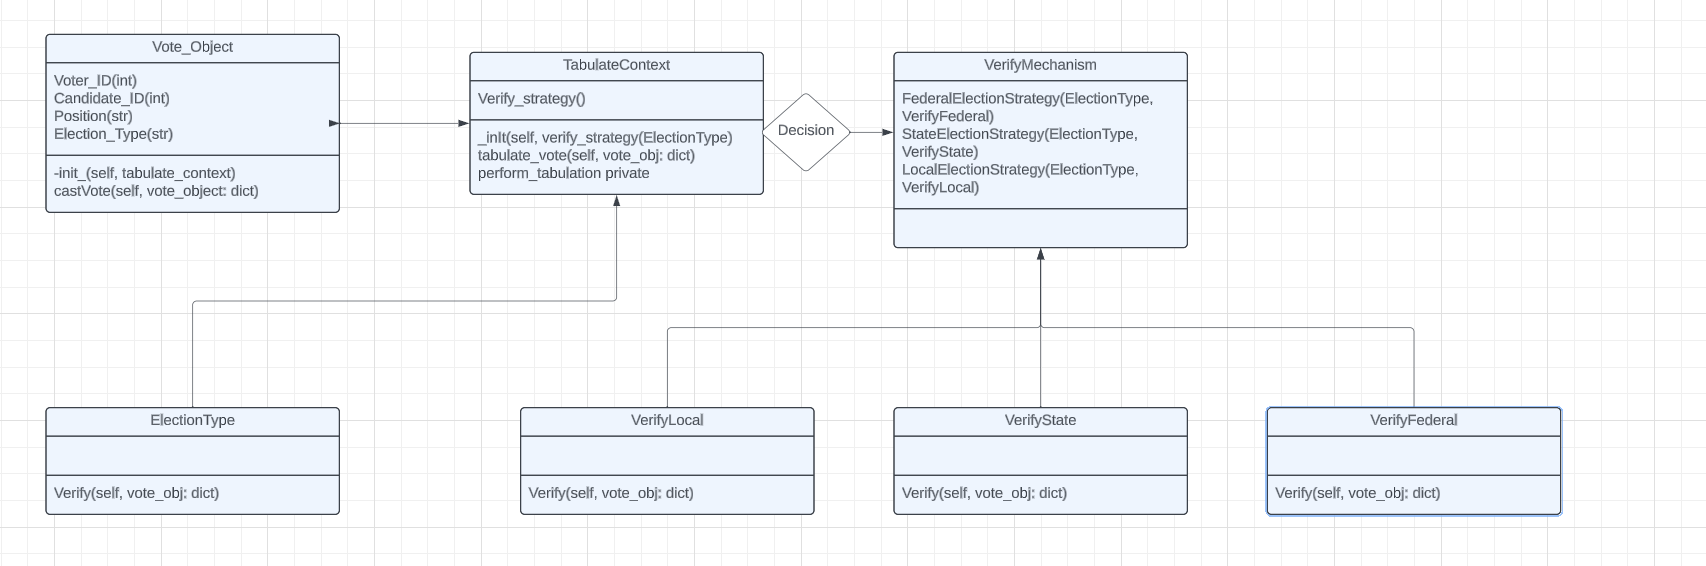 Vote_Object
Voter_ID(int)
Candidate_ID(int)
Position(str)
Election_Type(str)
-init_(self, tabulate_context)
castVote(self, vote_object: dict)
TabulateContext
Verify_strategy()
_inIt(self, verify_strategy(ElectionType)
tabulate_vote(self, vote_obj: dict)
perform_tabulation private
Decision
VerifyMechanism
FederalElectionStrategy(ElectionType,
VerifyFederal)
StateElectionStrategy(ElectionType,
VerifyState)
LocalElectionStrategy(ElectionType,
VerifyLocal)
ElectionType
Verify(self, vote_obj: dict)
VerifyLocal
Verify(self, vote_obj: dict)
VerifyState
Verify(self, vote_obj: dict)
VerifyFederal
Verify(self, vote_obj: dict)